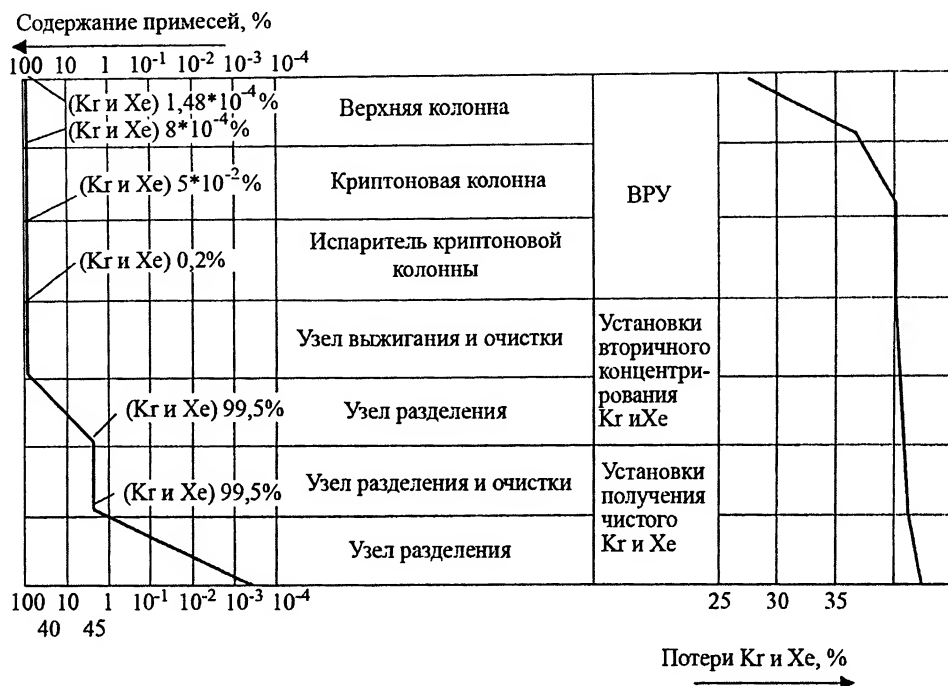 Содержание примесей, %
100 10 1 10⁻¹ 10⁻² 10⁻³ 10⁻⁴
(Kr и Xe) 1,48*10⁻⁴%
(Kr и Xe) 8*10⁻⁴%
Верхняя колонна
(Kr и Xe) 5*10⁻²%
Криптоновая колонна
ВРУ
(Kr и Xe) 0,2%
Испаритель криптоновой
колонны
Узел выжигания и очистки
Установки
вторичного
концентри-
рования
Kr иXe
(Kr и Xe) 99,5%
Узел разделения
(Kr и Xe) 99,5%
Узел разделения и очистки
Установки
получения
чистого
Kr и Xe
Узел разделения
100 10 1 10⁻¹ 10⁻² 10⁻³ 10⁻⁴
25 30 35
40 45
Потери Kr и Xe, %